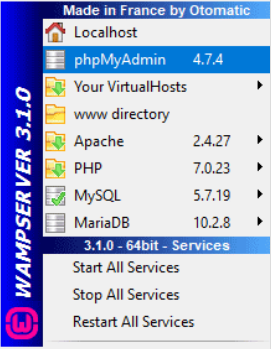 Made in France by Otomatic
Localhost
phpMyAdmin 4.7.4
Your VirtualHosts
www directory
Apache 2.4.27
PHP 7.0.23
MySQL 5.7.19
MariaDB 10.2.8
3.1.0 - 64bit - Services
Start All Services
Stop All Services
Restart All Services
WAMPSERVER 3.1.0